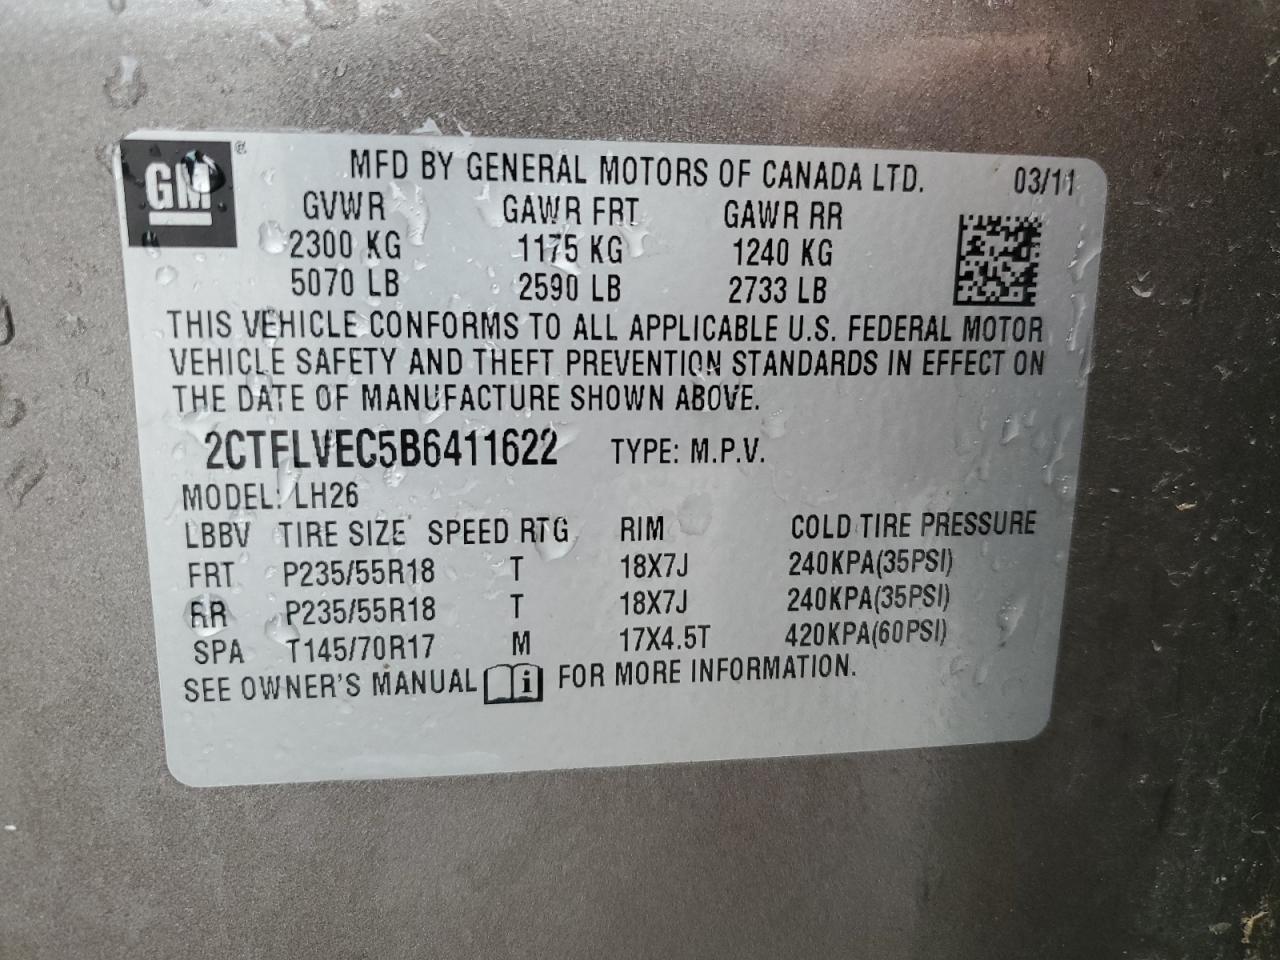 GM ®
MFD BY GENERAL MOTORS OF CANADA LTD. 03/11
GVWR GAWR FRT GAWR RR
2300 KG 1175 KG 1240 KG
5070 LB 2590 LB 2733 LB
THIS VEHICLE CONFORMS TO ALL APPLICABLE U.S. FEDERAL MOTOR
VEHICLE SAFETY AND THEFT PREVENTION STANDARDS IN EFFECT ON
THE DATE OF MANUFACTURE SHOWN ABOVE.
2CTFLVEC5B6411622 TYPE: M.P.V.
MODEL: LH26
LBBV TIRE SIZE SPEED RTG RIM COLD TIRE PRESSURE
FRT P235/55R18 T 18X7J 240KPA(35PSI)
RR P235/55R18 T 18X7J 240KPA(35PSI)
SPA T145/70R17 M 17X4.5T 420KPA(60PSI)
SEE OWNER'S MANUAL i FOR MORE INFORMATION.